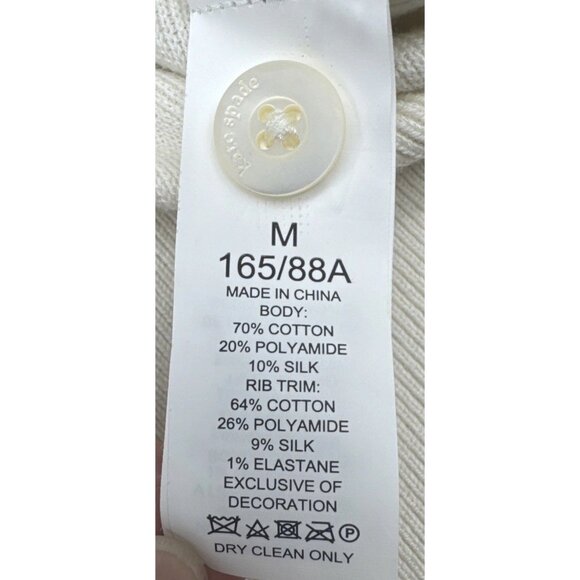 kate spade
M
165/88A
MADE IN CHINA
BODY:
70% COTTON
20% POLYAMIDE
10% SILK
RIB TRIM:
64% COTTON
26% POLYAMIDE
9% SILK
1% ELASTANE
EXCLUSIVE OF
DECORATION
P
DRY CLEAN ONLY